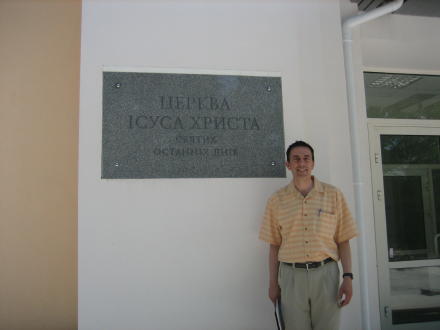 ЦЕРКВА
ІСУСА ХРИСТА
СВЯТИХ
ОСТАННІХ ДНІВ